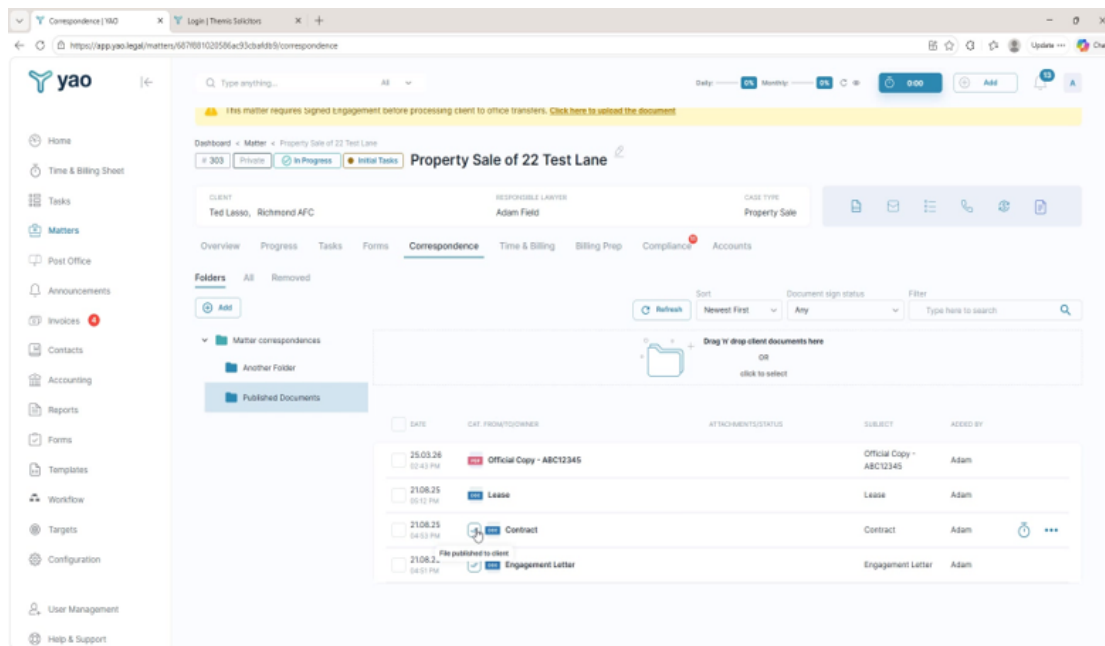 Correspondence | YAO
Login | Themis Solicitors
https://app.yao.legal/matters/687f881020586ac93cbafdb9/correspondence
Update
yao
Type anything...
All
Daily:
0%
Monthly:
0%
0:00
Add
13
A
This matter requires Signed Engagement before processing client to office transfers. Click here to upload the document
Home
Time & Billing Sheet
Tasks
Matters
Post Office
Announcements
Invoices 4
Contacts
Accounting
Reports
Forms
Templates
Workflow
Targets
Configuration
User Management
Help & Support
Dashboard < Matter < Property Sale of 22 Test Lane
# 303
Private
In Progress
Initial Tasks
Property Sale of 22 Test Lane
CLIENT
Ted Lasso, Richmond AFC
RESPONSIBLE LAWYER
Adam Field
CASE TYPE
Property Sale
Overview Progress Tasks Forms Correspondence Time & Billing Billing Prep Compliance Accounts
Folders All Removed
Add
Refresh
Sort
Newest First
Document sign status
Any
Filter
Type here to search
Matter correspondences
Another Folder
Published Documents
Drag 'n' drop client documents here
OR
click to select
DATE CAT. FROM/TO/OWNER ATTACHMENTS/STATUS SUBJECT ADDED BY
25.03.26
02:43 PM
Official Copy - ABC12345
Official Copy -
ABC12345
Adam
21.08.25
05:12 PM
Lease
Lease
Adam
21.08.25
04:53 PM
Contract
Contract
Adam
File published to client
21.08.2
04:51 PM
Engagement Letter
Engagement Letter
Adam